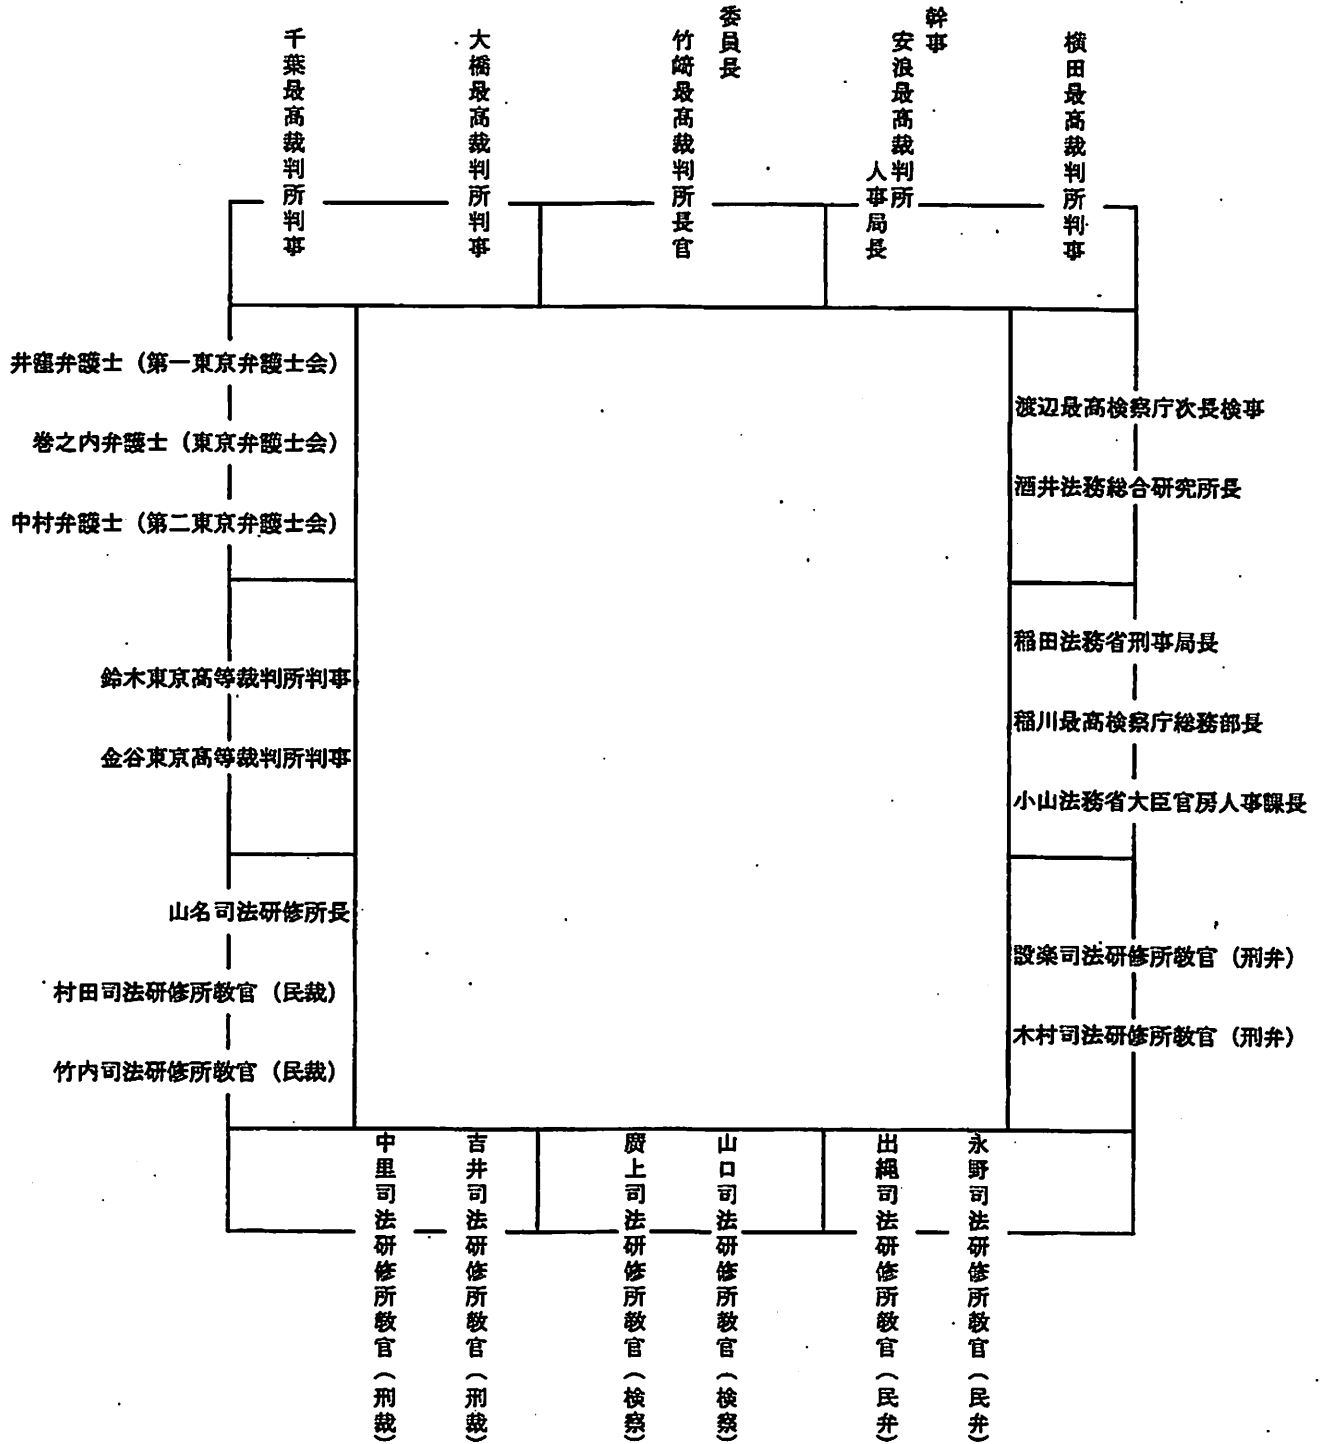 幹事
委員長
横田最高裁判所判事
安浪最高裁判所
人事局長
竹﨑最高裁判所長官
大橋最高裁判所判事
千葉最高裁判所判事
井窪弁護士（第一東京弁護士会）
巻之内弁護士（東京弁護士会）
中村弁護士（第二東京弁護士会）
鈴木東京高等裁判所判事
金谷東京高等裁判所判事
山名司法研修所長
村田司法研修所教官（民裁）
竹内司法研修所教官（民裁）
渡辺最高検察庁次長検事
酒井法務総合研究所長
稲田法務省刑事局長
稲川最高検察庁総務部長
小山法務省大臣官房人事課長
設楽司法研修所教官（刑弁）
木村司法研修所教官（刑弁）
永野司法研修所教官（民弁）
出縄司法研修所教官（民弁）
山口司法研修所教官（検察）
廣上司法研修所教官（検察）
吉井司法研修所教官（刑裁）
中里司法研修所教官（刑裁）